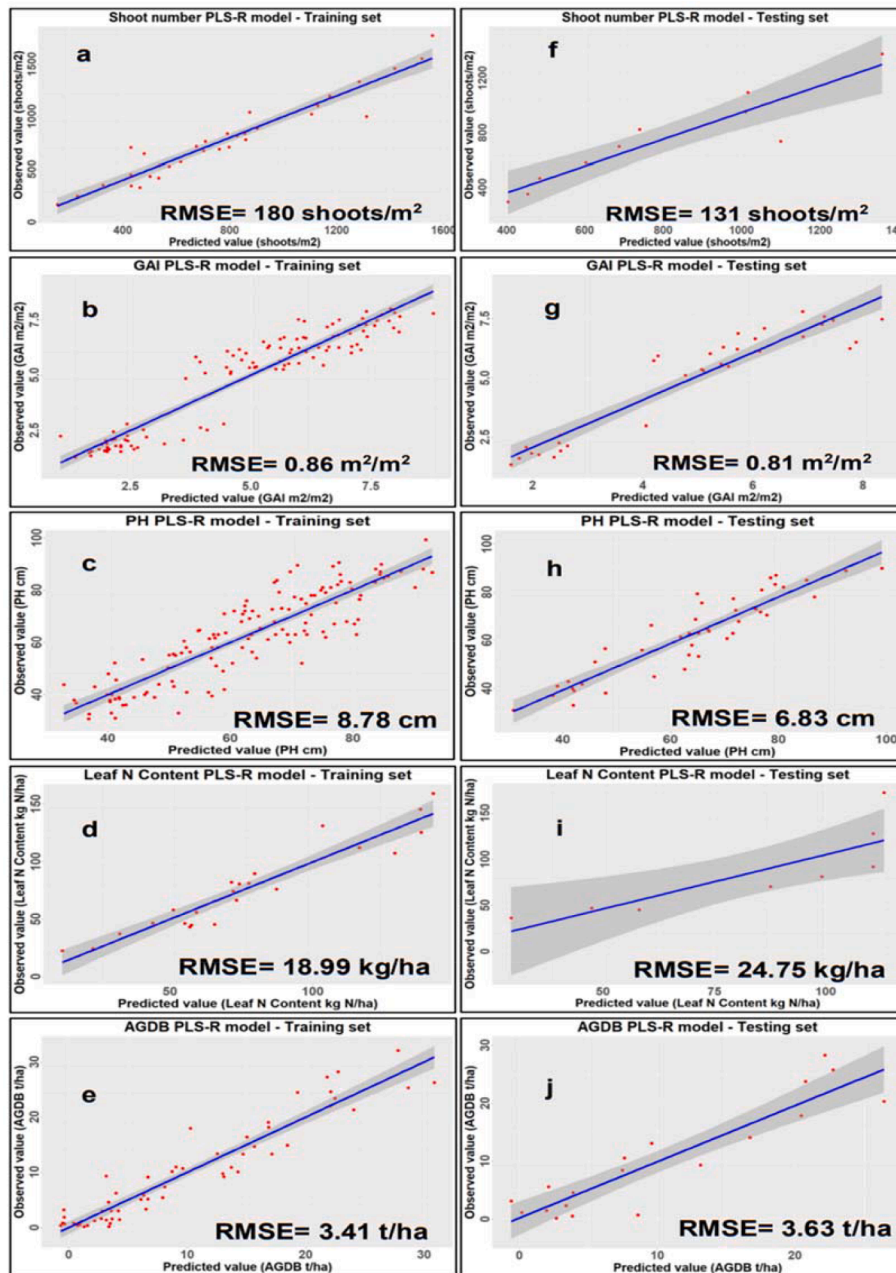 Shoot number PLS-R model - Training set
a
Observed value (shoots/m2)
1500
1000
500
0
RMSE= 180 shoots/m²
400
800
1200
1600
Predicted value (shoots/m2)
Shoot number PLS-R model - Testing set
f
Observed value (shoots/m2)
1200
800
400
RMSE= 131 shoots/m²
400
600
800
1000
1200
Predicted value (shoots/m2)
GAI PLS-R model - Training set
b
Observed value (GAI m2/m2)
7.5
5.0
2.5
RMSE= 0.86 m²/m²
2.5
5.0
7.5
Predicted value (GAI m2/m2)
GAI PLS-R model - Testing set
g
Observed value (GAI m2/m2)
7.5
5.0
2.5
RMSE= 0.81 m²/m²
2
4
6
8
Predicted value (GAI m2/m2)
PH PLS-R model - Training set
c
Observed value (PH cm)
100
80
60
40
RMSE= 8.78 cm
40
60
80
Predicted value (PH cm)
PH PLS-R model - Testing set
h
Observed value (PH cm)
100
80
60
40
RMSE= 6.83 cm
40
60
80
100
Predicted value (PH cm)
Leaf N Content PLS-R model - Training set
d
Observed value (Leaf N Content kg N/ha)
150
100
50
0
RMSE= 18.99 kg/ha
50
100
Predicted value (Leaf N Content kg N/ha)
Leaf N Content PLS-R model - Testing set
i
Observed value (Leaf N Content kg N/ha)
150
100
50
0
RMSE= 24.75 kg/ha
50
75
100
Predicted value (Leaf N Content kg N/ha)
AGDB PLS-R model - Training set
e
Observed value (AGDB t/ha)
30
20
10
0
RMSE= 3.41 t/ha
0
10
20
30
Predicted value (AGDB t/ha)
AGDB PLS-R model - Testing set
j
Observed value (AGDB t/ha)
30
20
10
0
RMSE= 3.63 t/ha
0
10
20
Predicted value (AGDB t/ha)